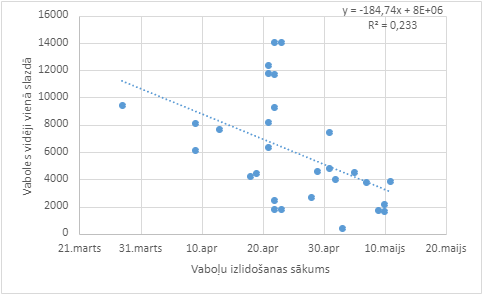 y = -184,74x + 8E+06
R² = 0,233
16000
14000
12000
10000
8000
6000
4000
2000
0
Vaboles vidēji vienā slazdā
21.marts 31.marts 10.apr 20.apr 30.apr 10.maijs 20.maijs
Vaboļu izlidošanas sākums